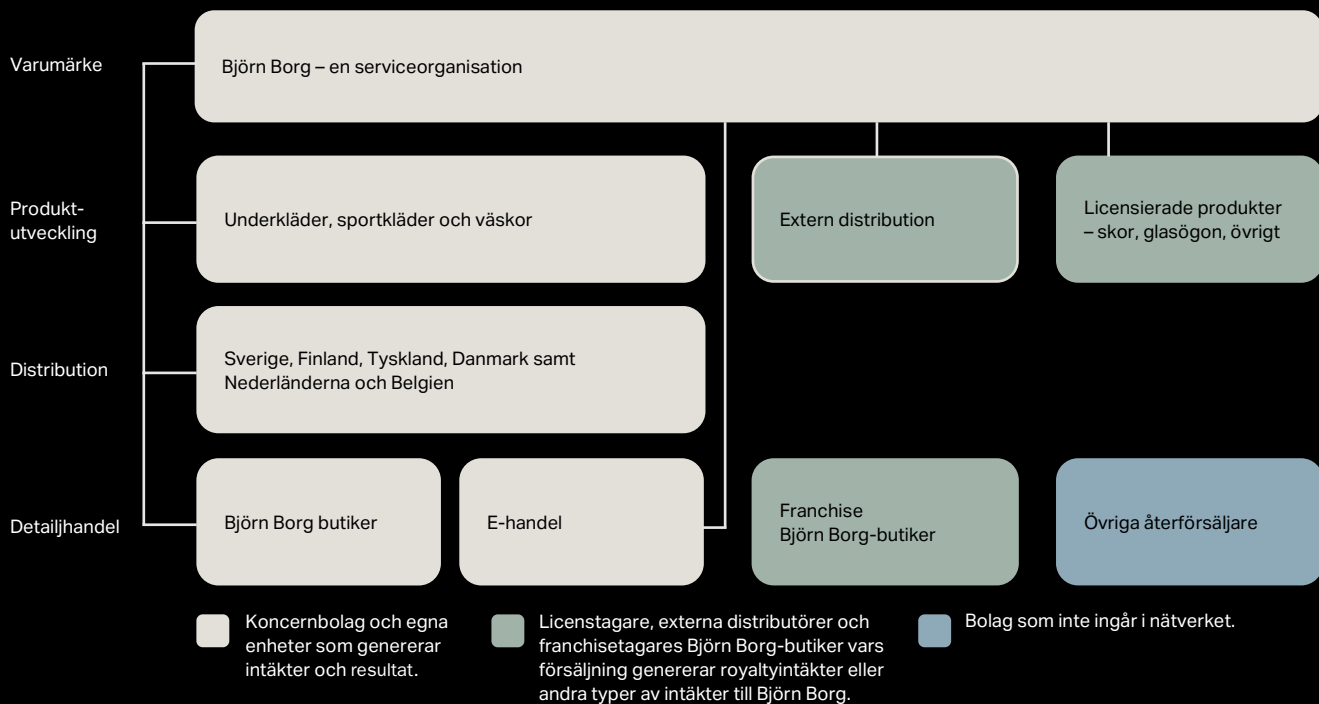 Varumärke
Björn Borg – en serviceorganisation
Produkt-
utveckling
Underkläder, sportkläder och väskor
Extern distribution
Licensierade produkter
– skor, glasögon, övrigt
Distribution
Sverige, Finland, Tyskland, Danmark samt
Nederländerna och Belgien
Detailjhandel
Björn Borg butiker
E-handel
Franchise
Björn Borg-butiker
Övriga återförsäljare
Koncernbolag och egna
enheter som genererar
intäkter och resultat.
Licenstagare, externa distributörer och
franchisetagares Björn Borg-butiker vars
försäljning genererar royaltyintäkter eller
andra typer av intäkter till Björn Borg.
Bolag som inte ingår i nätverket.